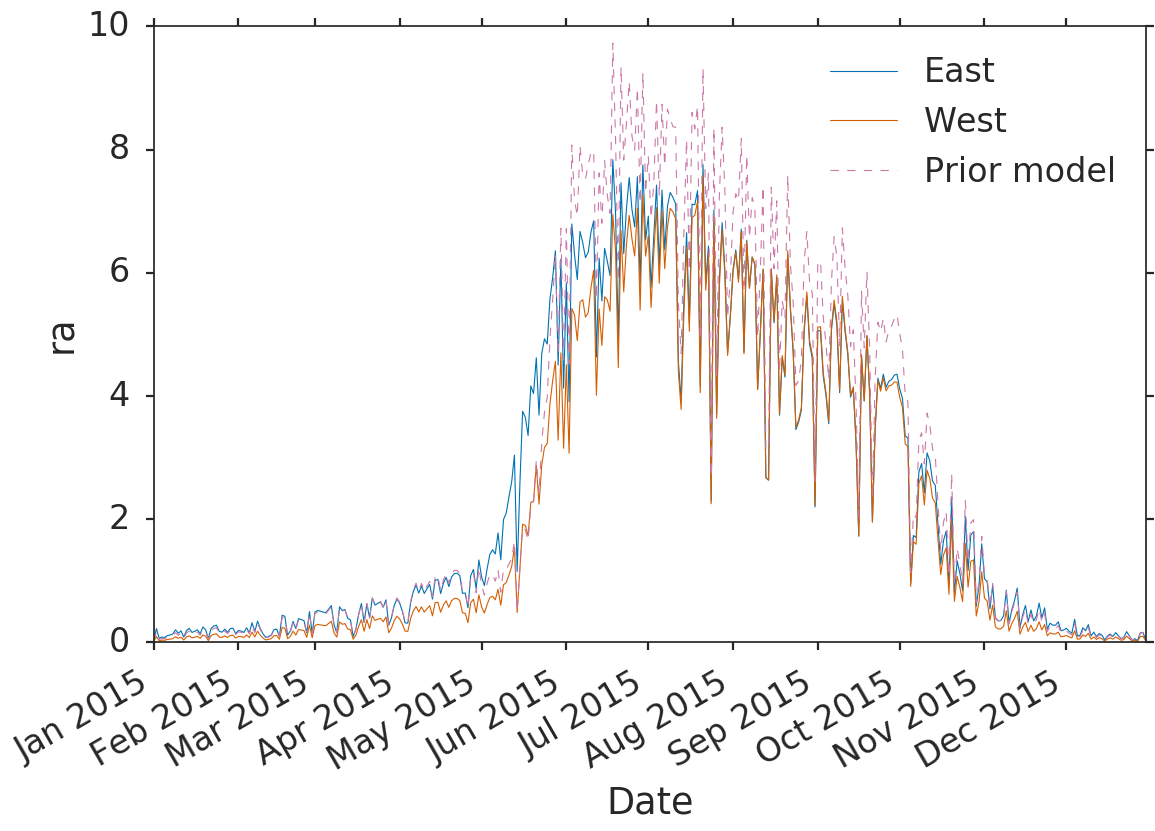 10
8
6
4
2
0
ra
East
West
Prior model
Jan 2015
Feb 2015
Mar 2015
Apr 2015
May 2015
Jun 2015
Jul 2015
Aug 2015
Sep 2015
Oct 2015
Nov 2015
Dec 2015
Date